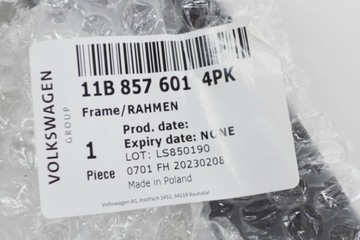 VOLKSWAGEN
GROUP
11B 857 601 4PK
Frame/RAHMEN
1
Piece
Prod. date:
Expiry date: NONE
LOT: LS850190
0701 FH 20230208
Made in Poland
Volkswagen AG, Postfach 1451, 34219 Baunatal